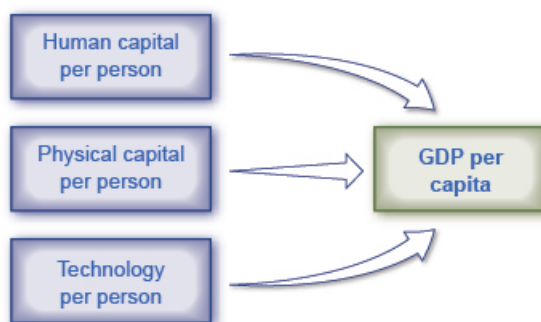 Human capital
per person
Physical capital
per person
GDP per
capita
Technology
per person